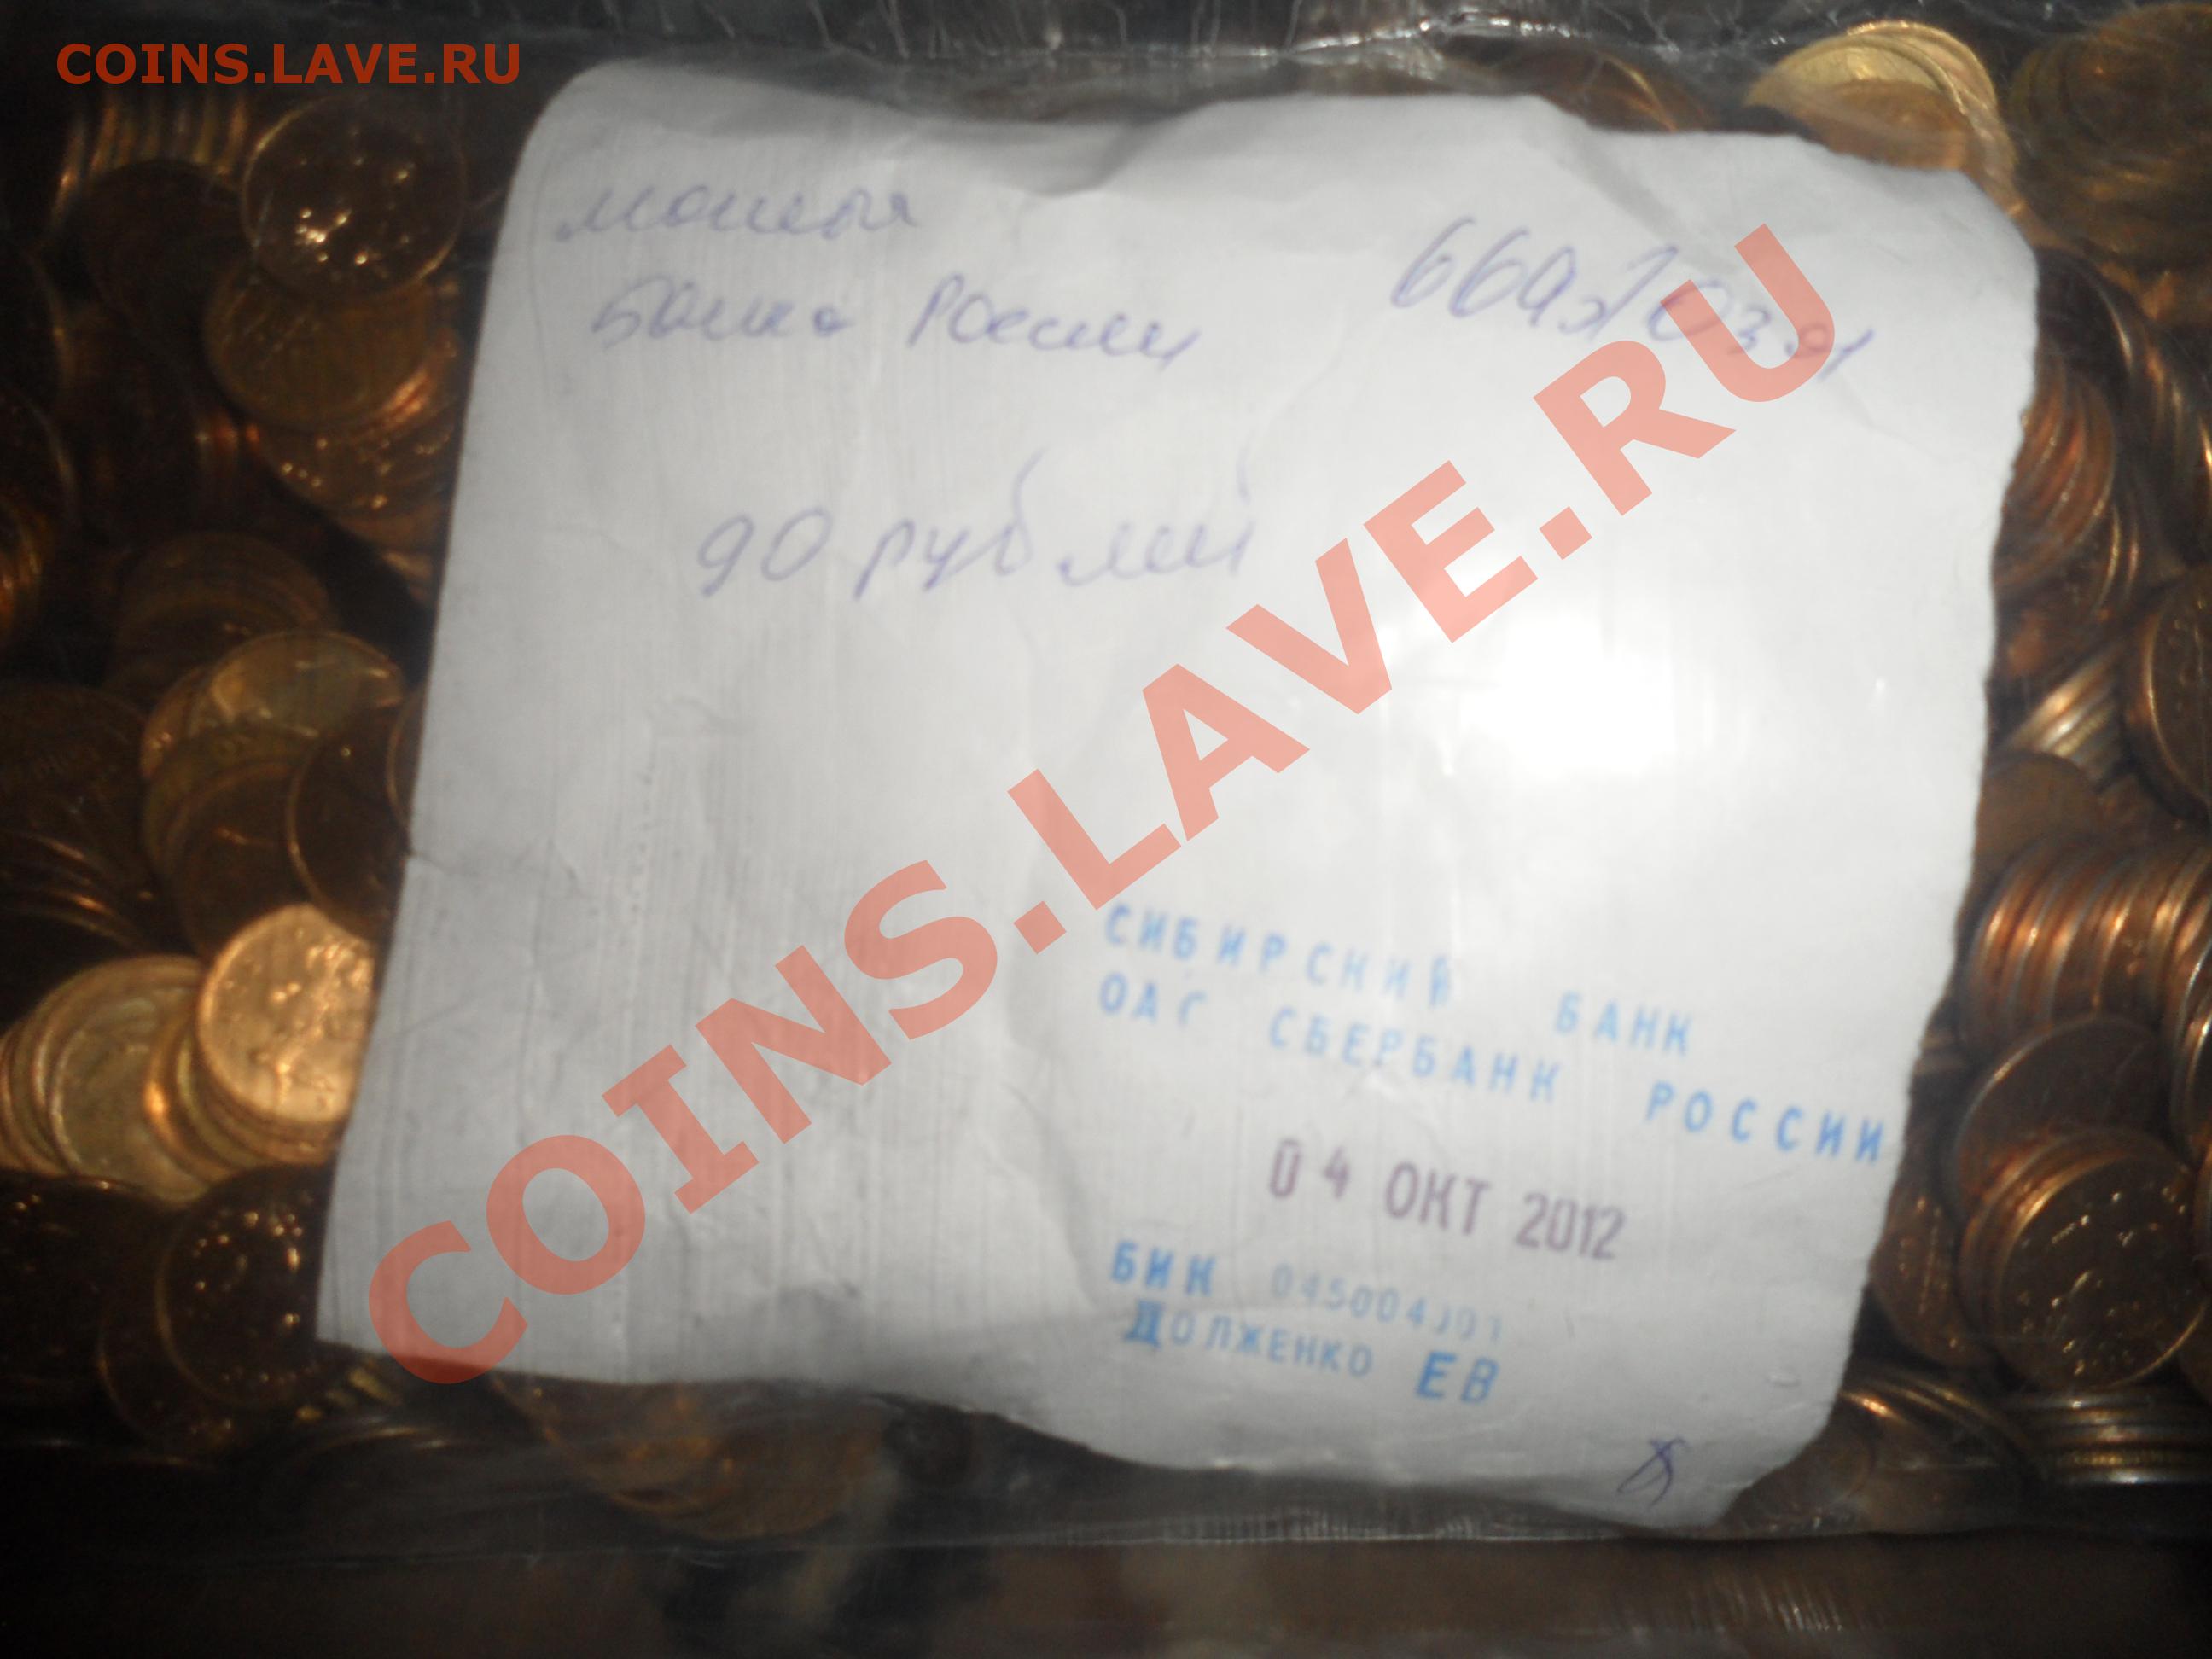 COINS.LAVE.RU
монеты
Банка России
90 рублей
COINS.LAVE.RU
СИБИРСКИЙ БАНК
ОАО СБЕРБАНК РОССИИ
04 ОКТ 2012
БИК
ДОЛЖЕНКО ЕВ